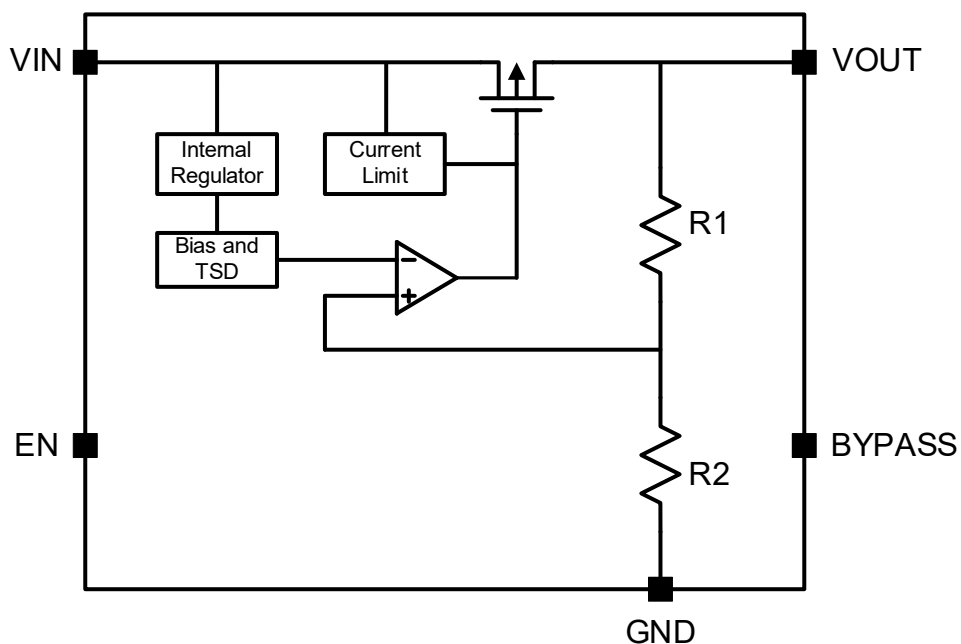 VIN
VOUT
Internal
Regulator
Current
Limit
R1
Bias and
TSD
−
+
EN
BYPASS
R2
GND